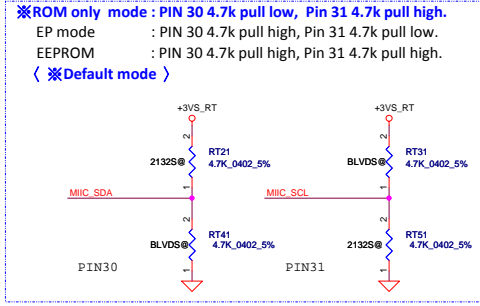 ※ROM only mode : PIN 30 4.7k pull low, Pin 31 4.7k pull high.
EP mode : PIN 30 4.7k pull high, Pin 31 4.7k pull low.
EEPROM : PIN 30 4.7k pull high, Pin 31 4.7k pull high.
〈 ※Default mode 〉
+3VS_RT +3VS_RT
2 2
RT21 RT31
2132S@ 4.7K_0402_5% BLVDS@ 4.7K_0402_5%
1 1
MIIC_SDA MIIC_SCL
2 2
RT41 RT51
BLVDS@ 4.7K_0402_5% 2132S@ 4.7K_0402_5%
PIN30 PIN31
1 1